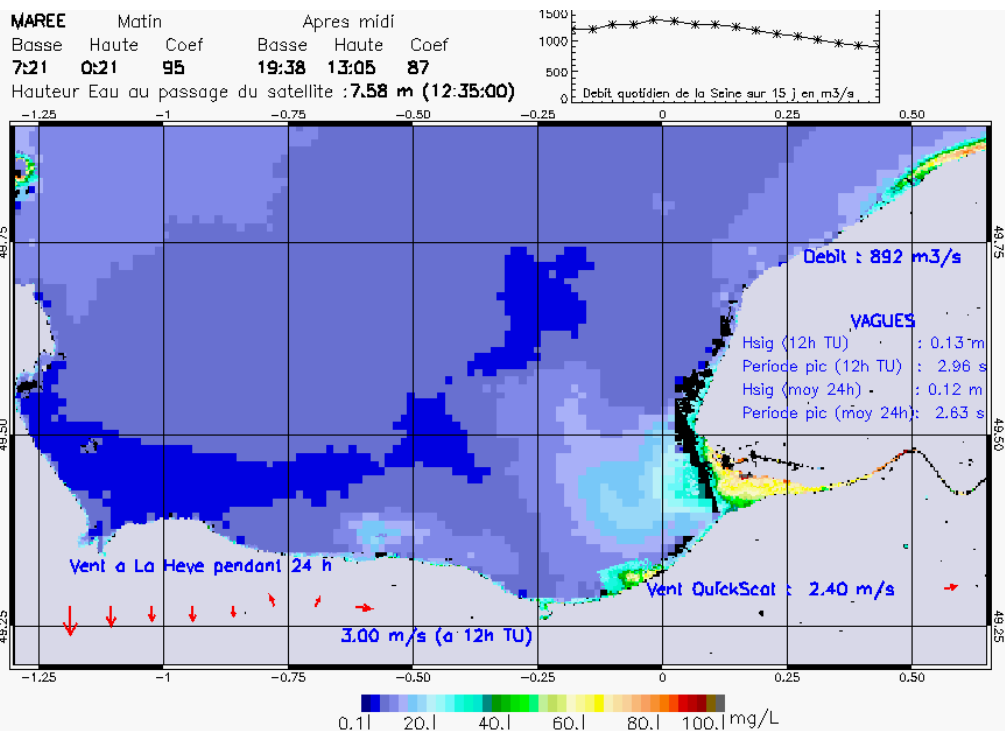 MAREE Matin Apres midi
Basse Haute Coef Basse Haute Coef
7:21 0:21 95 19:38 13:05 87
Hauteur Eau au passage du satellite : 7.58 m (12:35:00)
1500
1000
500
0
Debit quotidien de la Seine sur 15 j en m3/s
-1.25 -1 -0.75 -0.50 -0.25 0 0.25 0.50
49.75 49.75
Debit : 892 m3/s
VAGUES
Hsig (12h TU) : 0.13 m
Periode pic (12h TU) : 2.96 s
Hsig (moy 24h) - : 0.12 m
Periode pic (moy 24h): 2.63 s
49.50 49.50
Vent a La Heve pendant 24 h
Vent QuickScat : 2.40 m/s
3.00 m/s (a 12h TU)
49.25 49.25
-1.25 -1 -0.75 -0.50 -0.25 0 0.25 0.50
0.1 20.1 40.1 60.1 80.1 100.1 mg/L